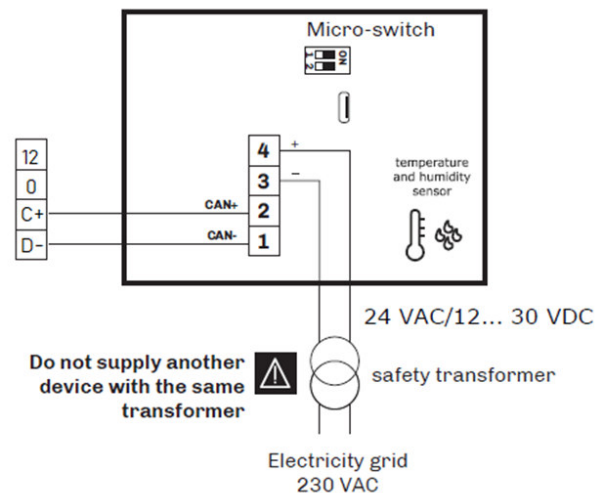 Micro-switch
1 2 ON
12
0
C+
D-
CAN+
CAN-
4
3
2
1
+
−
temperature
and humidity
sensor
24 VAC/12... 30 VDC
Do not supply another
device with the same
transformer
safety transformer
Electricity grid
230 VAC